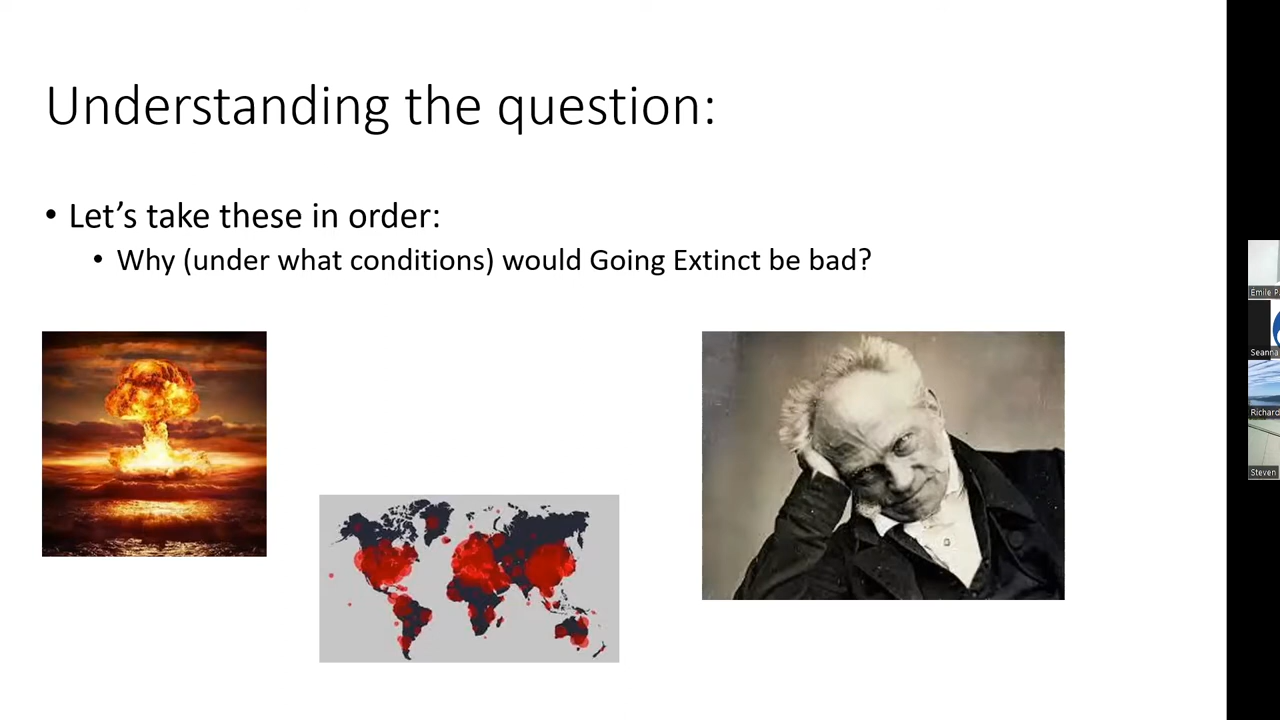 Understanding the question:
• Let's take these in order:
• Why (under what conditions) would Going Extinct be bad?
Émile P
Seanna
Richard
Steven